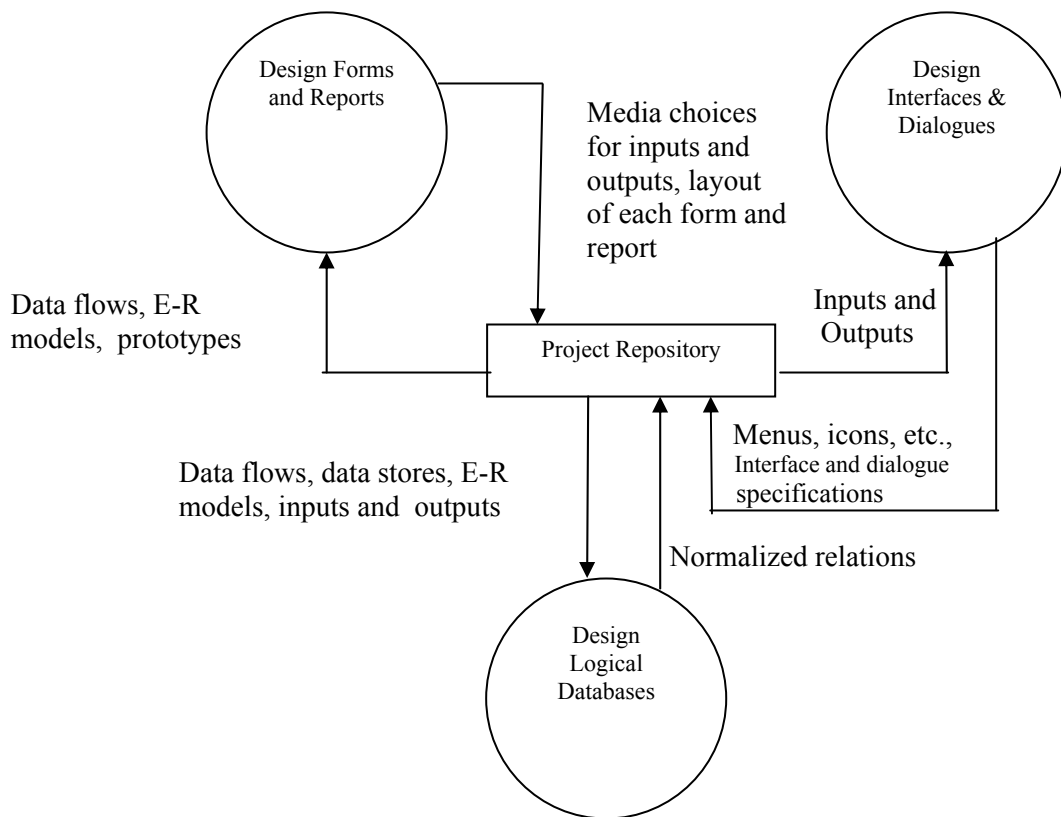 Design Forms
and Reports
Design
Interfaces &
Dialogues
Media choices
for inputs and
outputs, layout
of each form and
report
Data flows, E-R
models, prototypes
Inputs and
Outputs
Project Repository
Data flows, data stores, E-R
models, inputs and outputs
Menus, icons, etc.,
Interface and dialogue
specifications
Normalized relations
Design
Logical
Databases